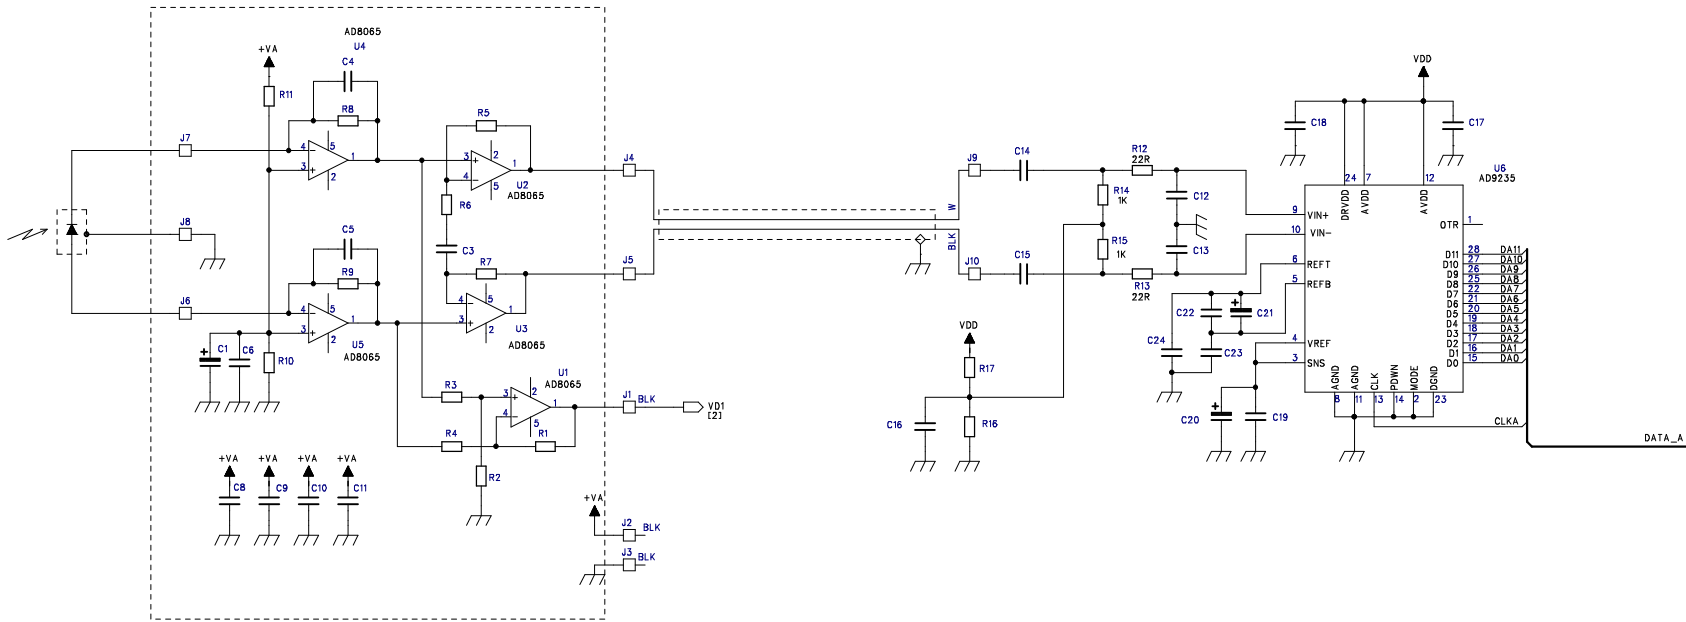 AD8065
U4
+VA
C4
R11
R8
J7
4
5
3
1
2
R5
3
2
4
1
5
U2
AD8065
J4
R6
J8
C5
C3
R9
R7
J5
J6
4
5
3
1
2
4
5
3
1
2
U3
AD8065
U5
AD8065
C1
C6
R10
U1
AD8065
R3
3
2
4
1
5
J1
BLK
VD1
[2]
R4
R1
R2
+VA
+VA
+VA
+VA
C8
C9
C10
C11
+VA
J2
BLK
J3
BLK
W
BLK
J9
C14
R12
22R
R14
1K
C12
R15
1K
C13
J10
C15
R13
22R
VDD
R17
C16
R16
VDD
C18
C17
U6
AD9235
24
7
12
DRVDD
AVDD
AVDD
9
VIN+
10
VIN-
6
REFT
5
REFB
4
VREF
3
SNS
OTR
1
D11
28
DA11
D10
27
DA10
D9
26
DA9
D8
25
DA8
D7
22
DA7
D6
21
DA6
D5
20
DA5
D4
19
DA4
D3
18
DA3
D2
17
DA2
D1
16
DA1
D0
15
DA0
AGND
AGND
CLK
PDWN
MODE
DGND
8
11
13
14
2
23
C22
C21
C24
C23
C20
C19
CLKA
DATA_A